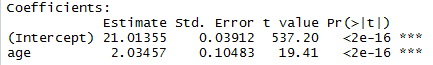 Coefficients:
Estimate Std. Error t value Pr(>|t|)
(Intercept) 21.01355 0.03912 537.20 <2e-16 ***
age 2.03457 0.10483 19.41 <2e-16 ***